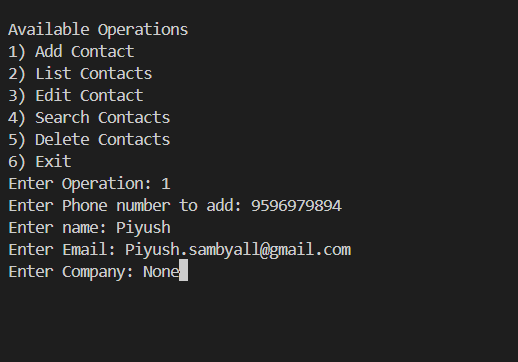 Available Operations
1) Add Contact
2) List Contacts
3) Edit Contact
4) Search Contacts
5) Delete Contacts
6) Exit
Enter Operation: 1
Enter Phone number to add: 9596979894
Enter name: Piyush
Enter Email: Piyush.sambyall@gmail.com
Enter Company: None